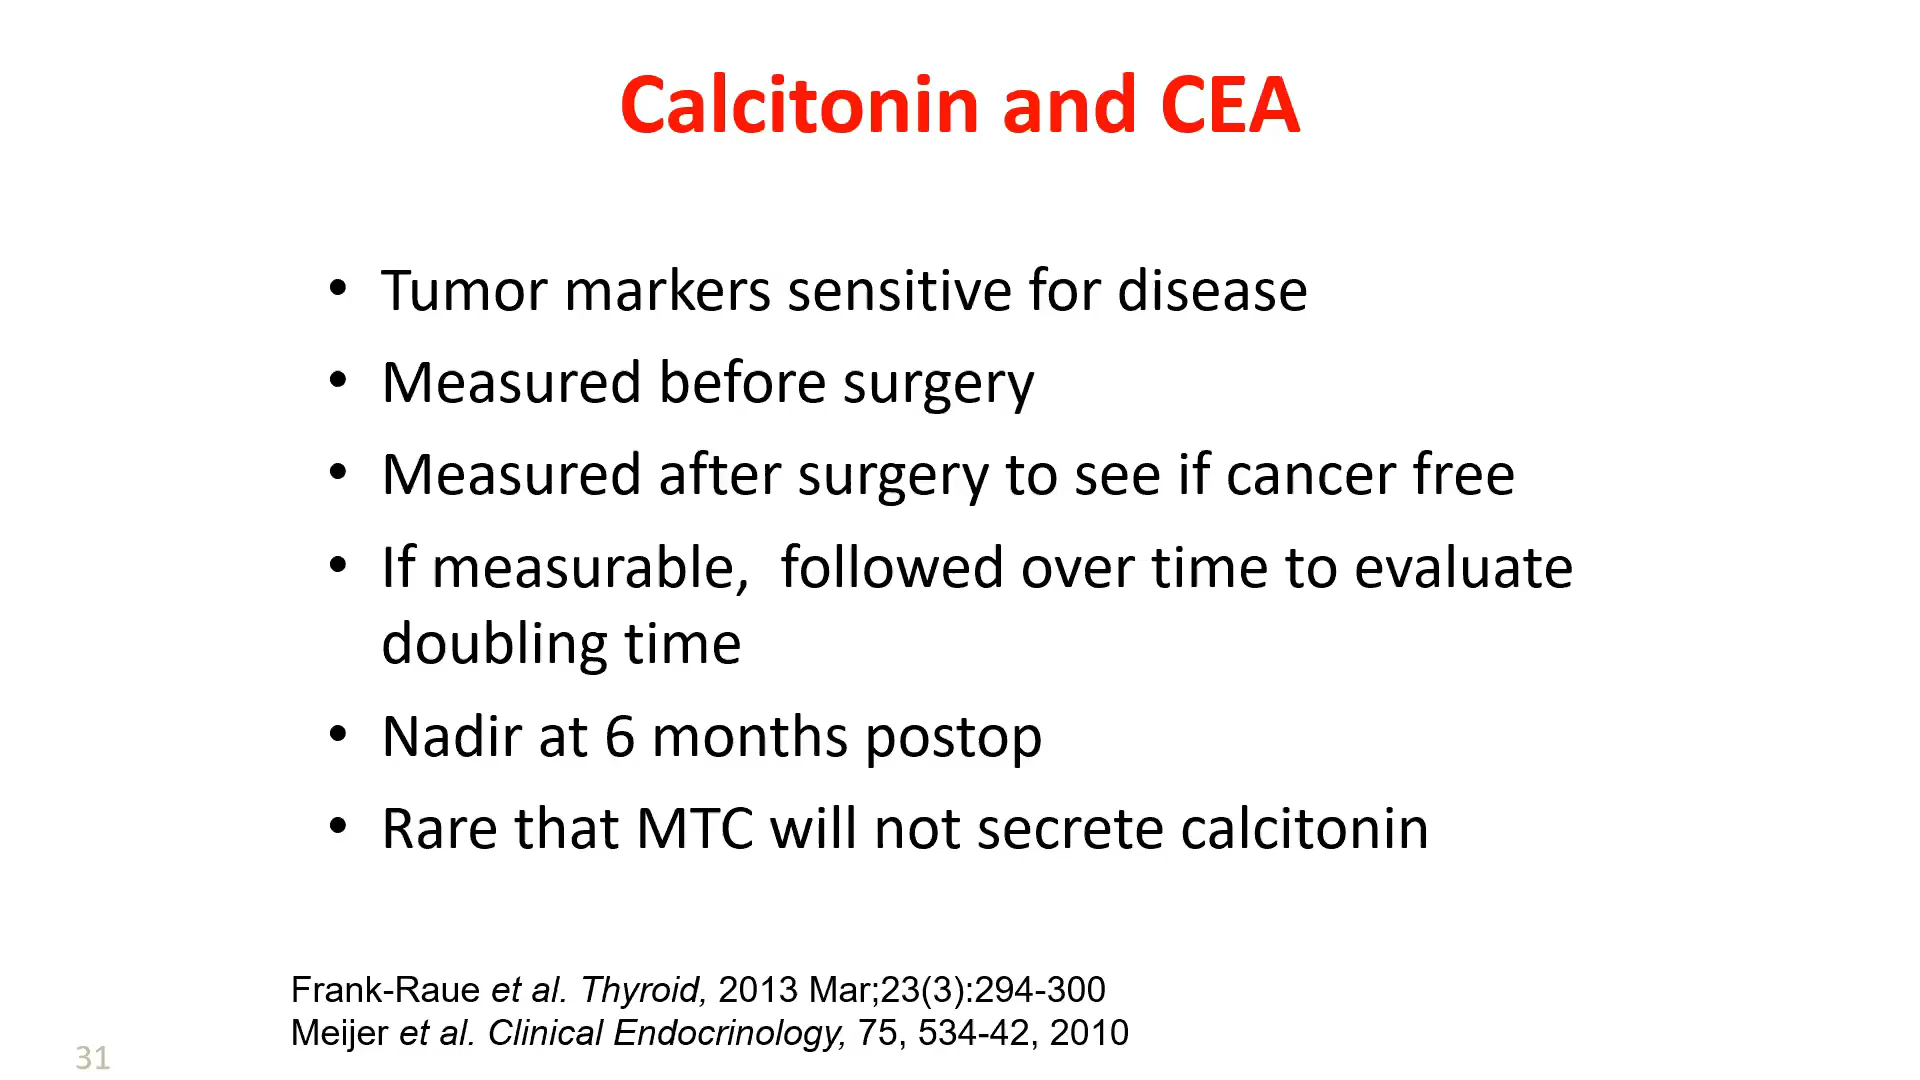 Calcitonin and CEA
• Tumor markers sensitive for disease
• Measured before surgery
• Measured after surgery to see if cancer free
• If measurable,  followed over time to evaluate
doubling time
• Nadir at 6 months postop
• Rare that MTC will not secrete calcitonin
Frank-Raue et al. Thyroid, 2013 Mar;23(3):294-300
Meijer et al. Clinical Endocrinology, 75, 534-42, 2010
31